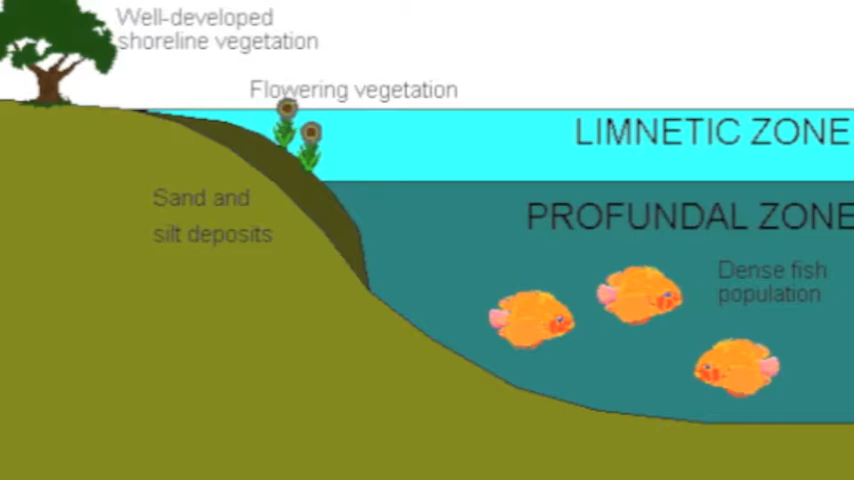 Well-developed
shoreline vegetation
Flowering vegetation
LIMNETIC ZONE
Sand and
silt deposits
PROFUNDAL ZONE
Dense fish
population